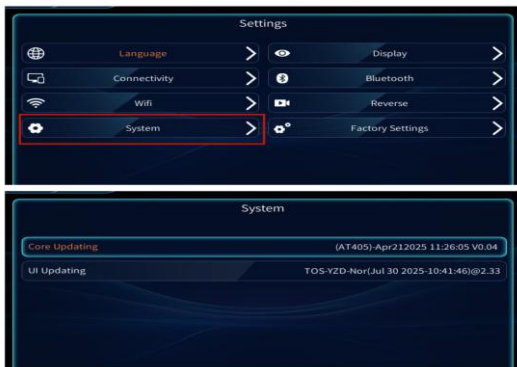 Settings
Language
Display
Connectivity
Bluetooth
Wifi
Reverse
System
Factory Settings
System
Core Updating (AT405)-Apr212025 11:26:05 V0.04
UI Updating TOS-YZD-Nor(Jul 30 2025-10:41:46)@2.33